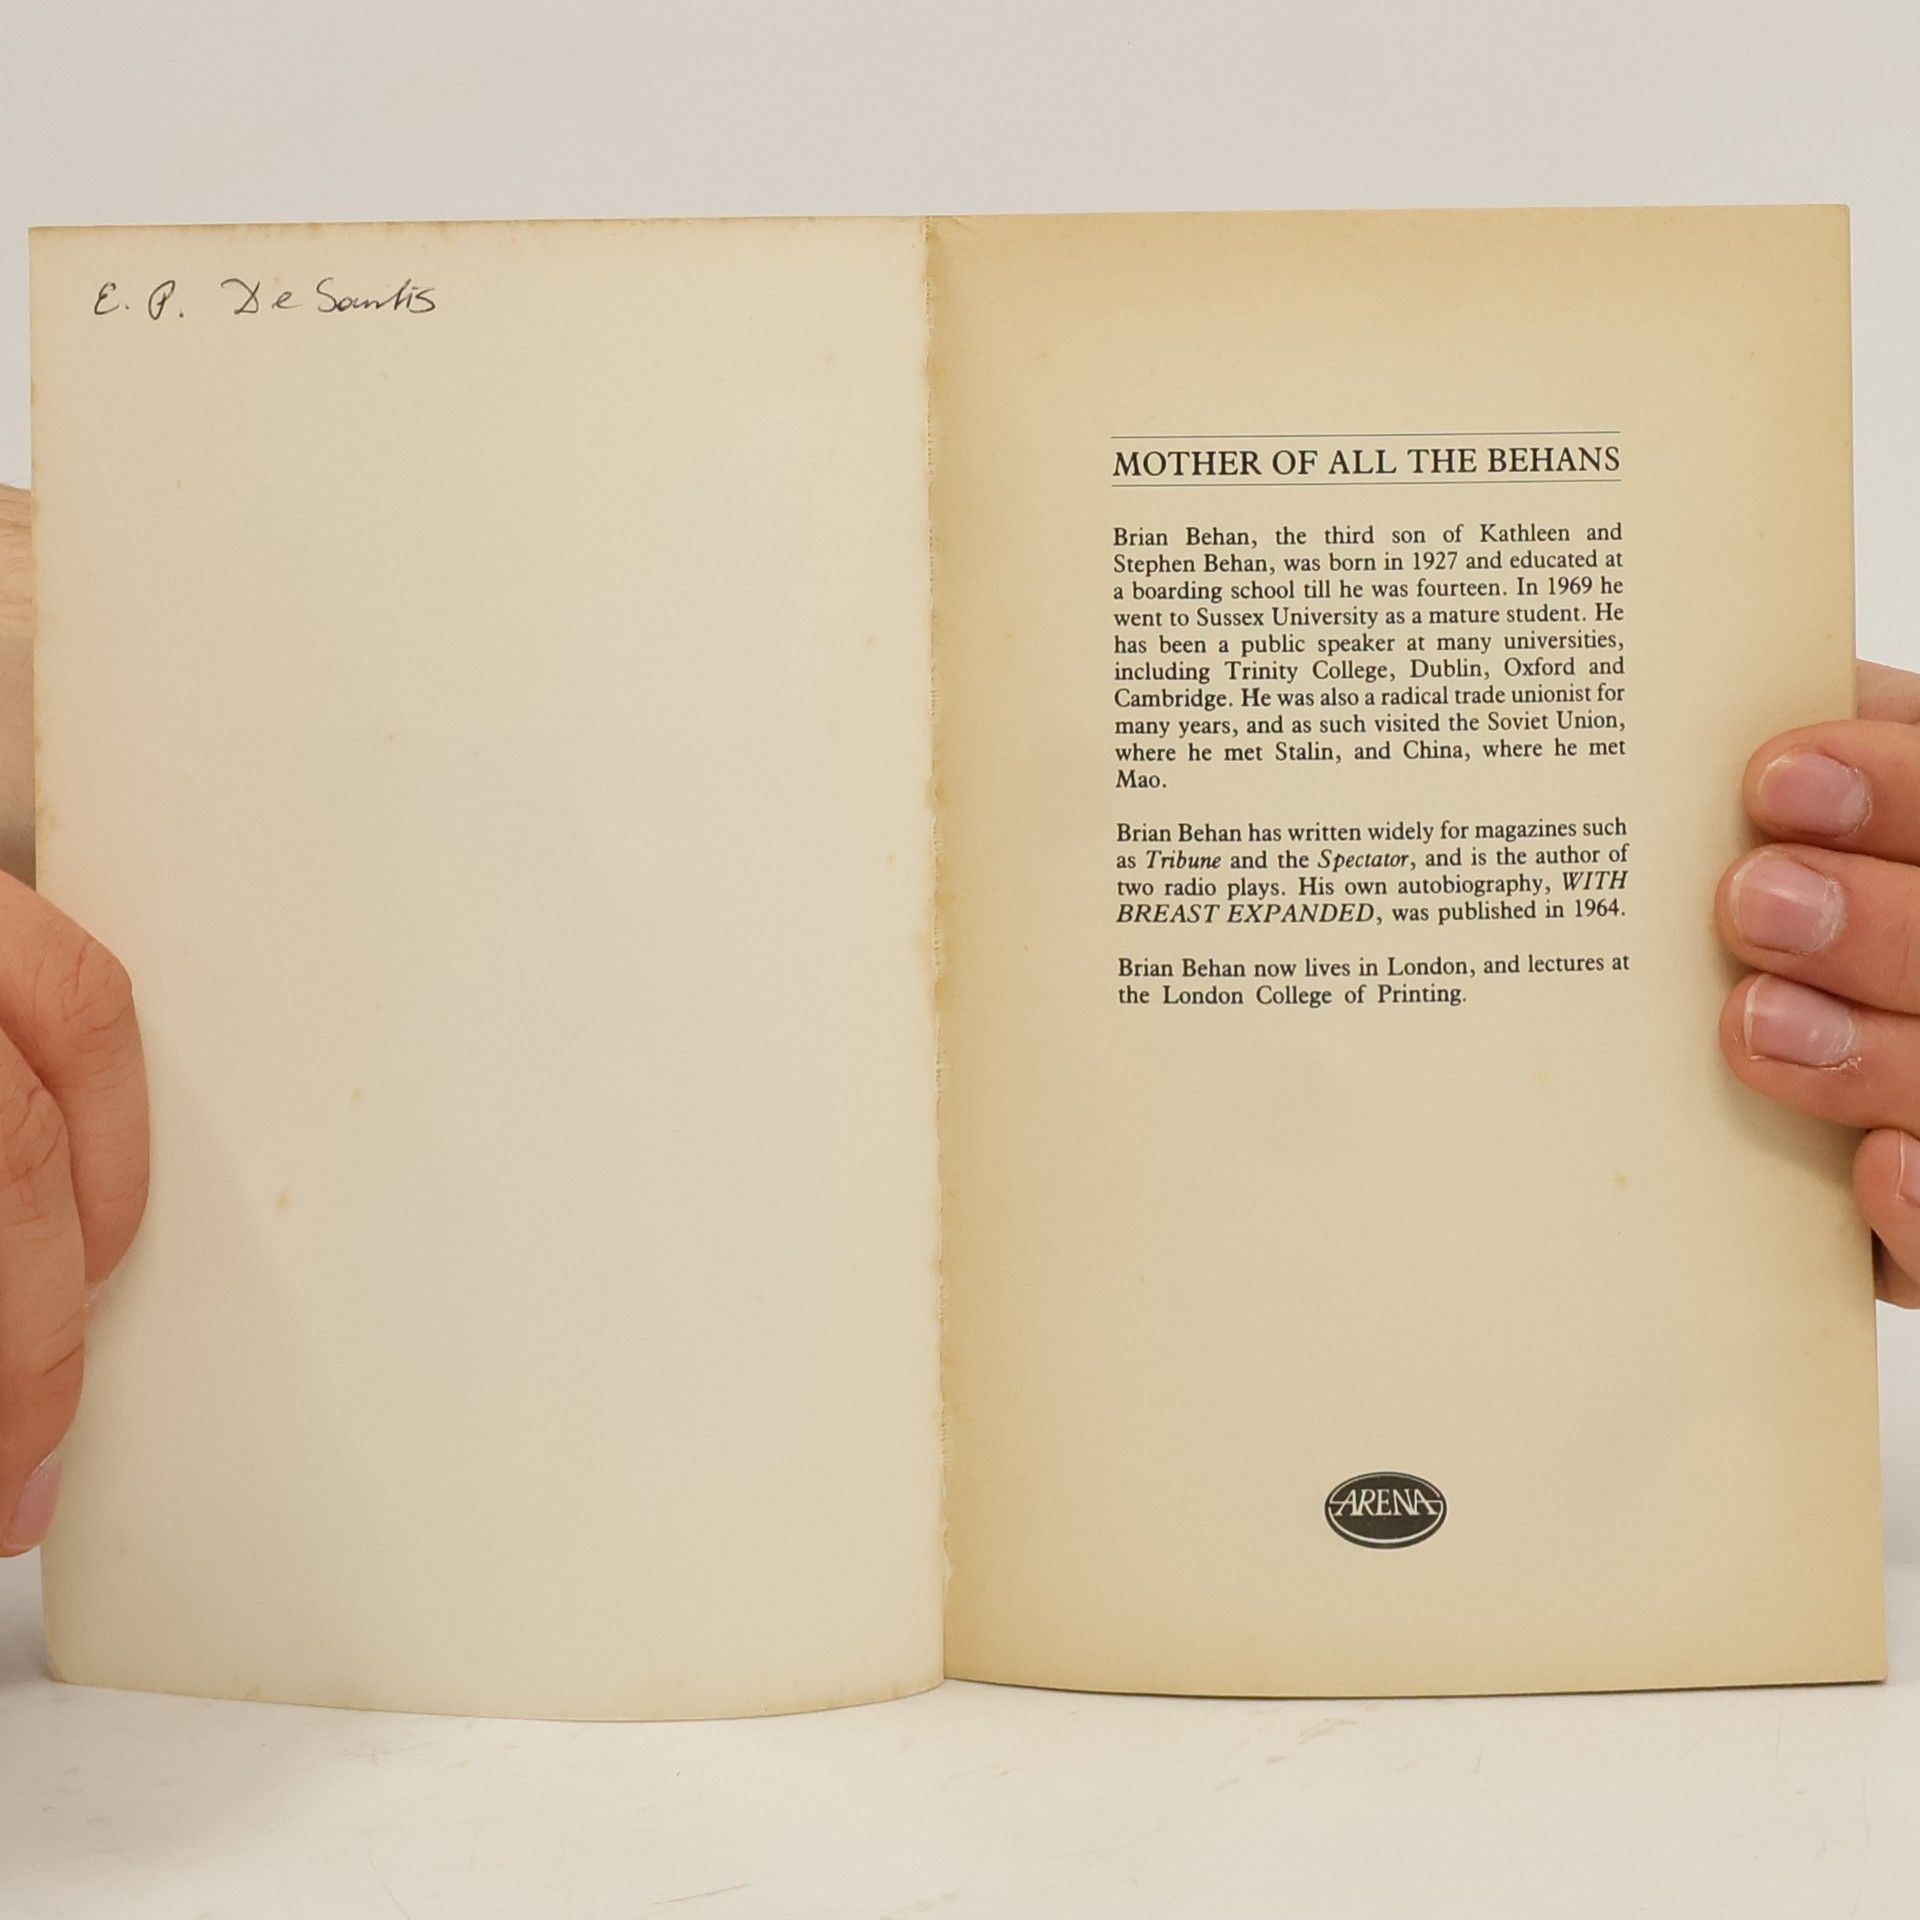 E. P. De Santis
MOTHER OF ALL THE BEHANS
Brian Behan, the third son of Kathleen and
Stephen Behan, was born in 1927 and educated at
a boarding school till he was fourteen. In 1969 he
went to Sussex University as a mature student. He
has been a public speaker at many universities,
including Trinity College, Dublin, Oxford and
Cambridge. He was also a radical trade unionist for
many years, and as such visited the Soviet Union,
where he met Stalin, and China, where he met
Mao.
Brian Behan has written widely for magazines such
as Tribune and the Spectator, and is the author of
two radio plays. His own autobiography, WITH
BREAST EXPANDED, was published in 1964.
Brian Behan now lives in London, and lectures at
the London College of Printing.
ARENA